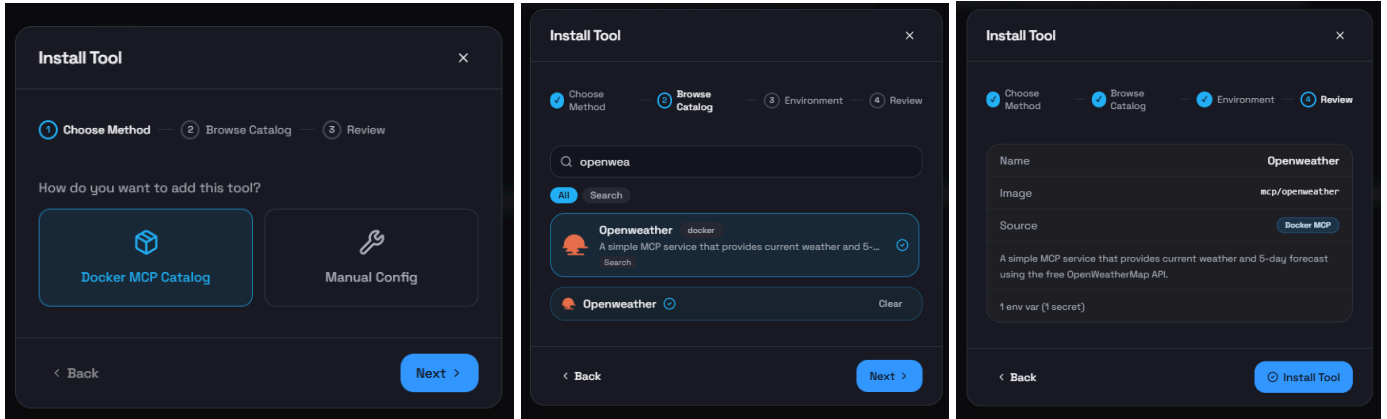 Install Tool
1 Choose Method 2 Browse Catalog 3 Review
How do you want to add this tool?
Docker MCP Catalog
Manual Config
Back
Next
Install Tool
Choose Method
2 Browse Catalog
3 Environment
4 Review
openwea
All Search
Openweather docker
A simple MCP service that provides current weather and 5-...
Search
Openweather Clear
Back
Next
Install Tool
Choose Method
Browse Catalog
Environment
4 Review
Name Openweather
Image mcp/openweather
Source Docker MCP
A simple MCP service that provides current weather and 5-day forecast
using the free OpenWeatherMap API.
1 env var (1 secret)
Back
Install Tool